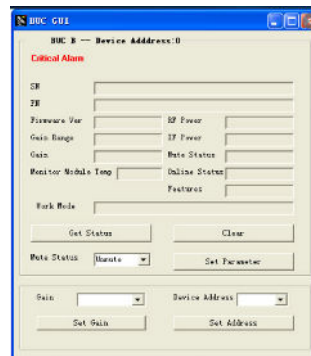 BUC GUI
BUC B -- Device Adddress:0
Critical Alarm
SN
PN
Firmware Ver RF Power
Gain Range IF Power
Gain Mute Status
Monitor Module Temp Online Status
Features
Work Mode
Get Status Clear
Mute Status Unmute Set Parameter
Gain Device Address
Set Gain Set Address